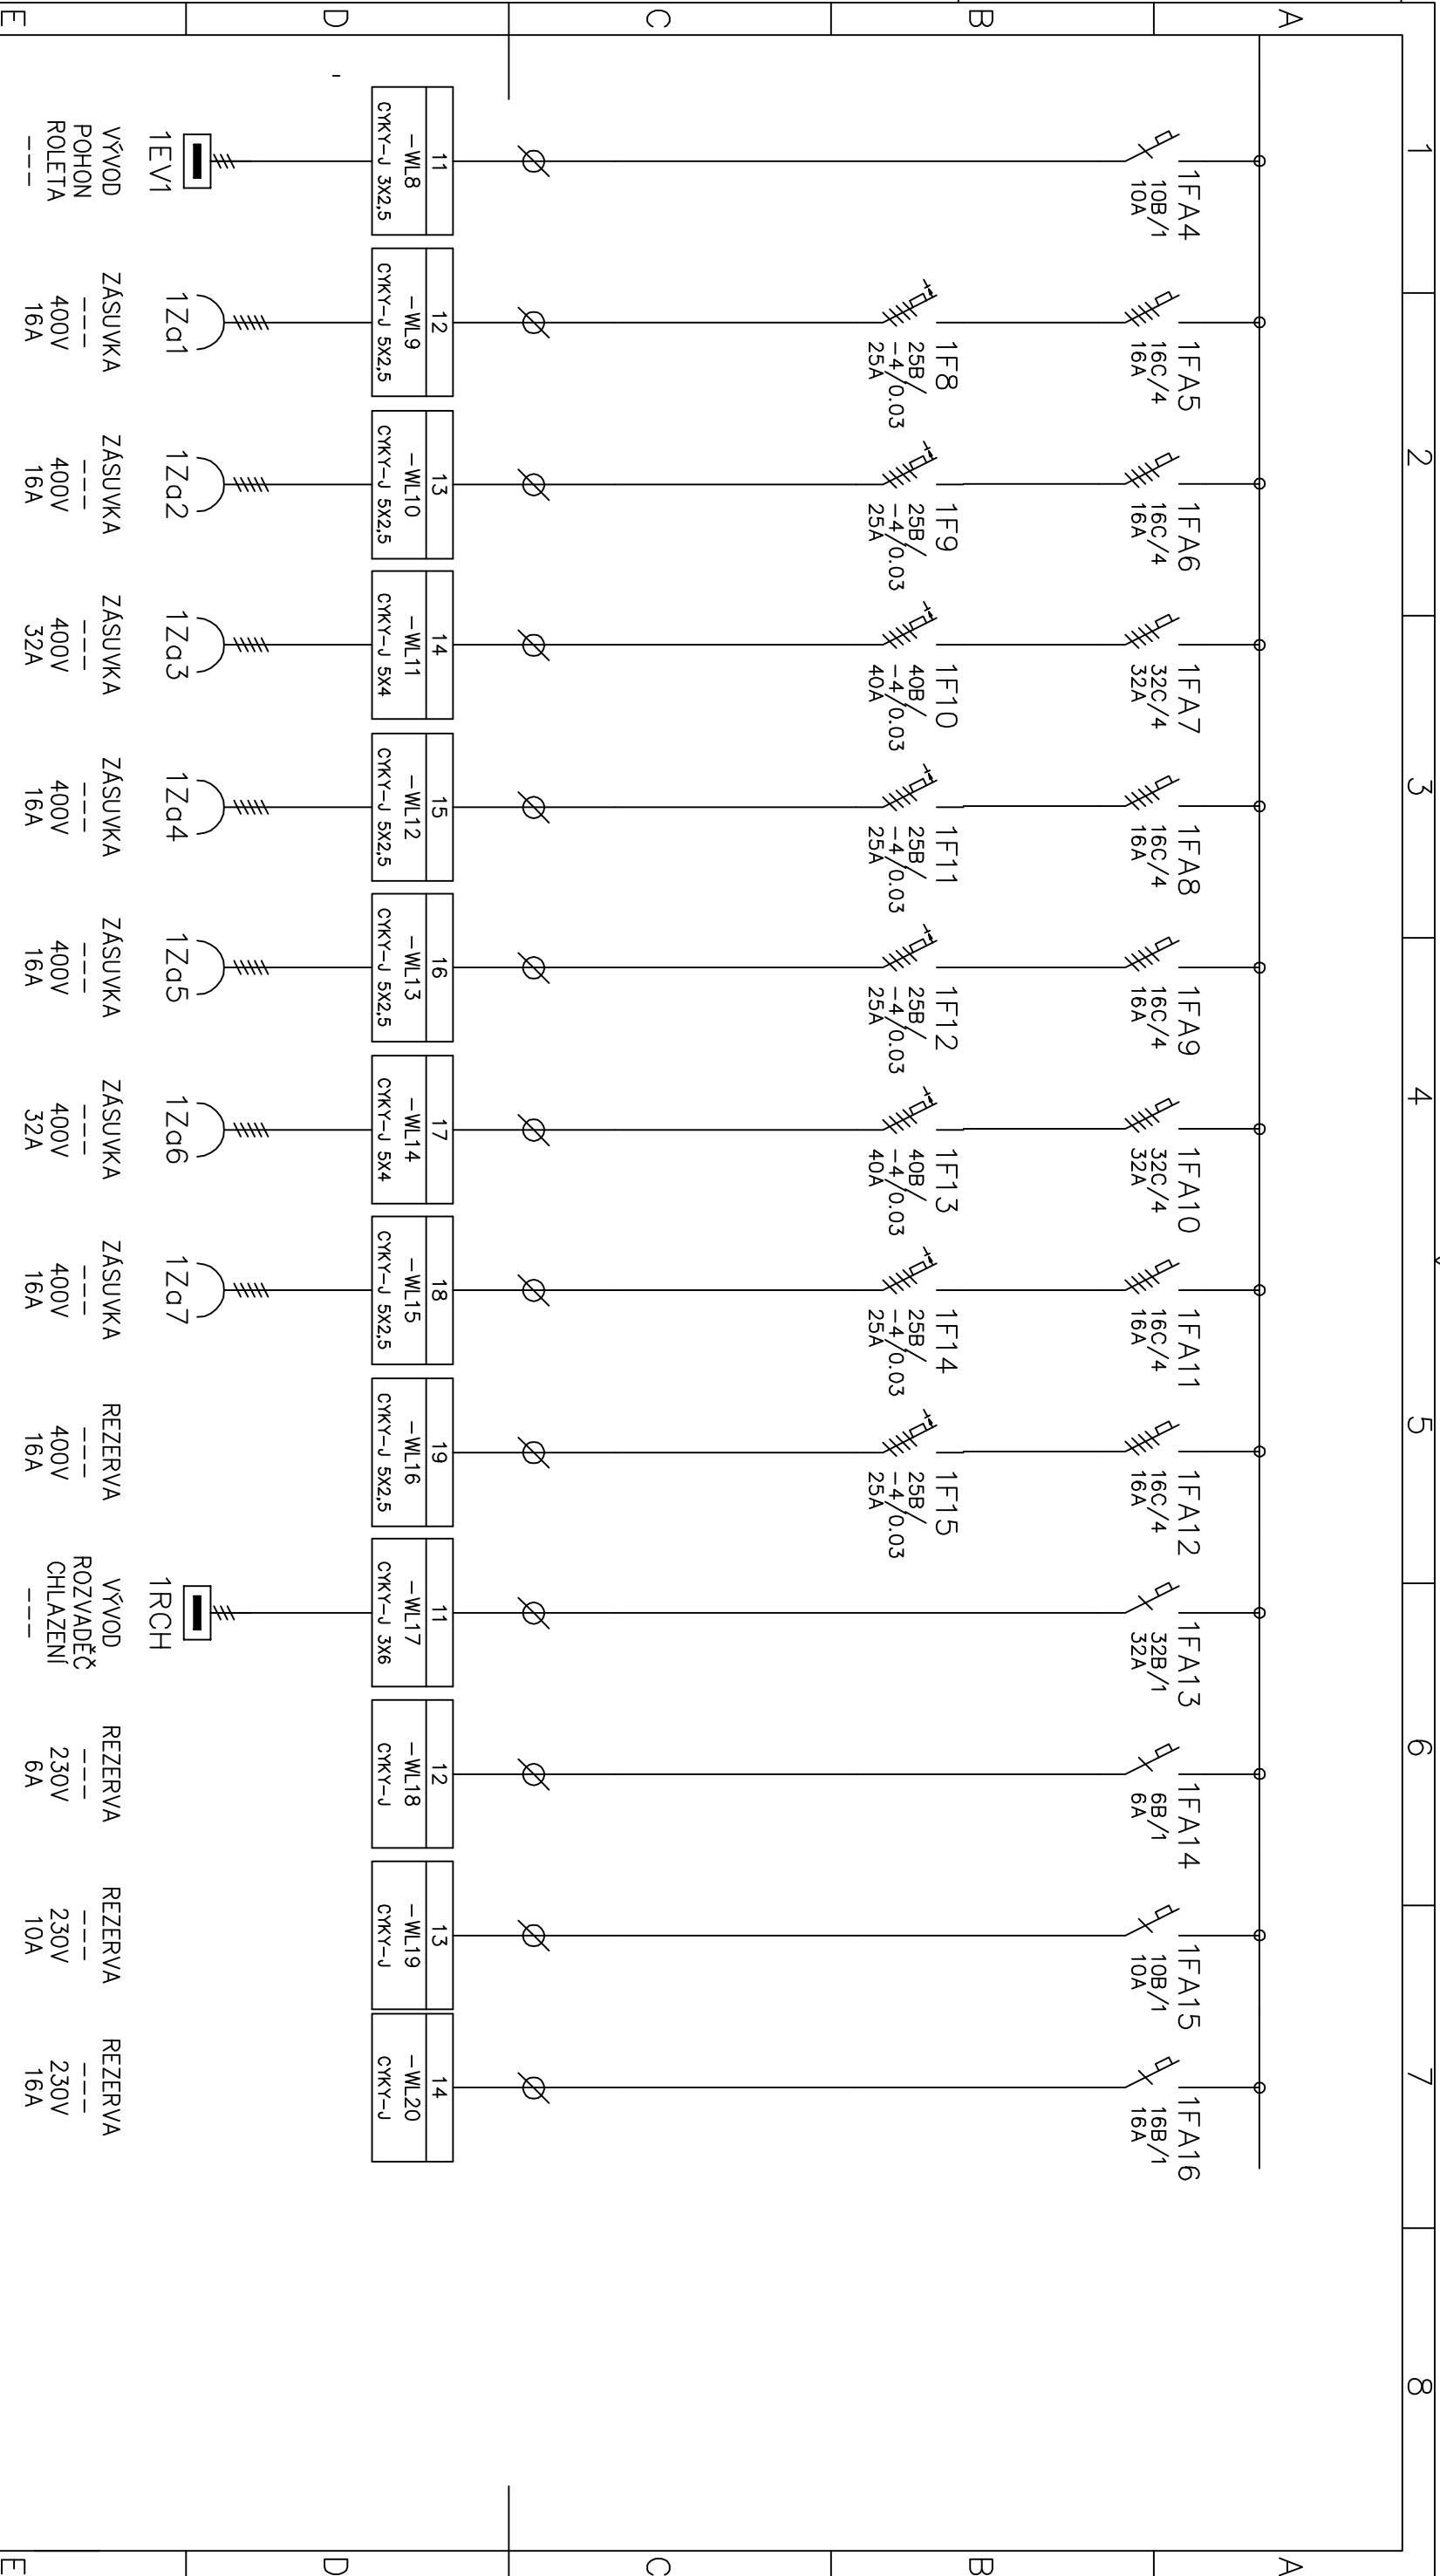 1
2
3
4
5
6
7
8
A
B
C
D
E
A
B
C
D
E
1FA4
10B/1
10A
1FA5
16C/4
16A
1FA6
16C/4
16A
1FA7
32C/4
32A
1FA8
16C/4
16A
1FA9
16C/4
16A
1FA10
32C/4
32A
1FA11
16C/4
16A
1FA12
16C/4
16A
1FA13
32B/1
32A
1FA14
6B/1
6A
1FA15
10B/1
10A
1FA16
16B/1
16A
1F8
25B/
-4/0.03
25A
1F9
25B/
-4/0.03
25A
1F10
40B/
-4/0.03
40A
1F11
25B/
-4/0.03
25A
1F12
25B/
-4/0.03
25A
1F13
40B/
-4/0.03
40A
1F14
25B/
-4/0.03
25A
1F15
25B/
-4/0.03
25A
11
-WL8
CYKY-J 3X2,5
12
-WL9
CYKY-J 5X2,5
13
-WL10
CYKY-J 5X2,5
14
-WL11
CYKY-J 5X4
15
-WL12
CYKY-J 5X2,5
16
-WL13
CYKY-J 5X2,5
17
-WL14
CYKY-J 5X4
18
-WL15
CYKY-J 5X2,5
19
-WL16
CYKY-J 5X2,5
11
-WL17
CYKY-J 3X6
12
-WL18
CYKY-J
13
-WL19
CYKY-J
14
-WL20
CYKY-J
1EV1
VÝVOD
POHON
ROLETA
---
1Za1
ZÁSUVKA
---
400V
16A
1Za2
ZÁSUVKA
---
400V
16A
1Za3
ZÁSUVKA
---
400V
32A
1Za4
ZÁSUVKA
---
400V
16A
1Za5
ZÁSUVKA
---
400V
16A
1Za6
ZÁSUVKA
---
400V
32A
1Za7
ZÁSUVKA
---
400V
16A
REZERVA
---
400V
16A
1RCH
VÝVOD
ROZVADĚČ
CHLAZENÍ
---
REZERVA
---
230V
6A
REZERVA
---
230V
10A
REZERVA
---
230V
16A